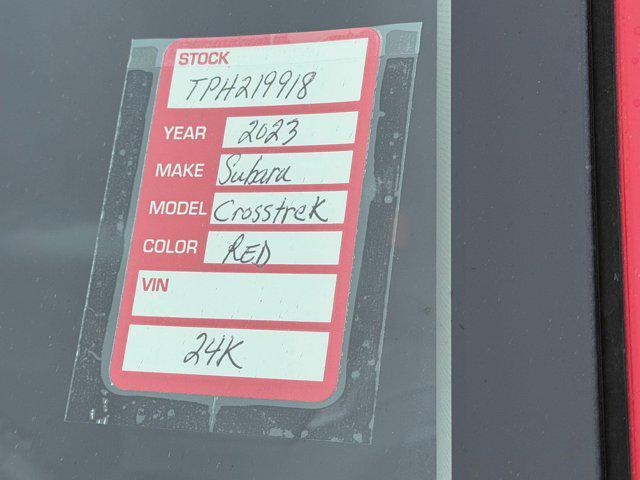 STOCK
TPH219918
YEAR 2023
MAKE Subaru
MODEL Crosstrek
COLOR RED
VIN
24K